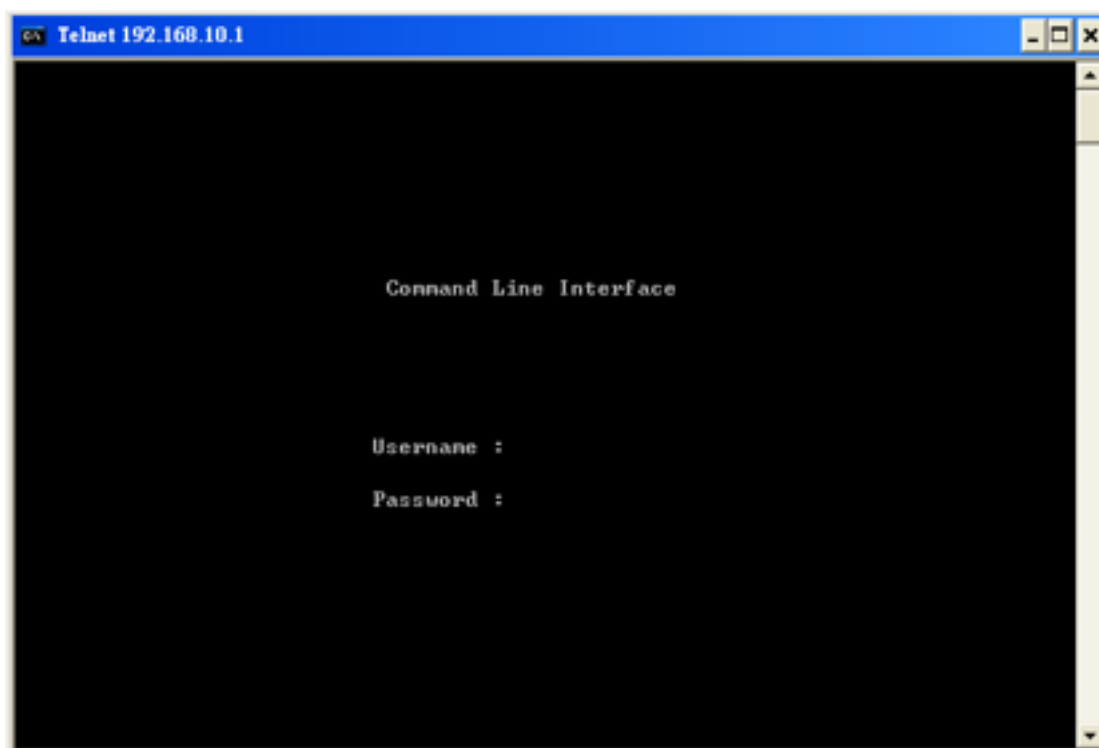 Telnet 192.168.10.1
Command Line Interface
Username :
Password :